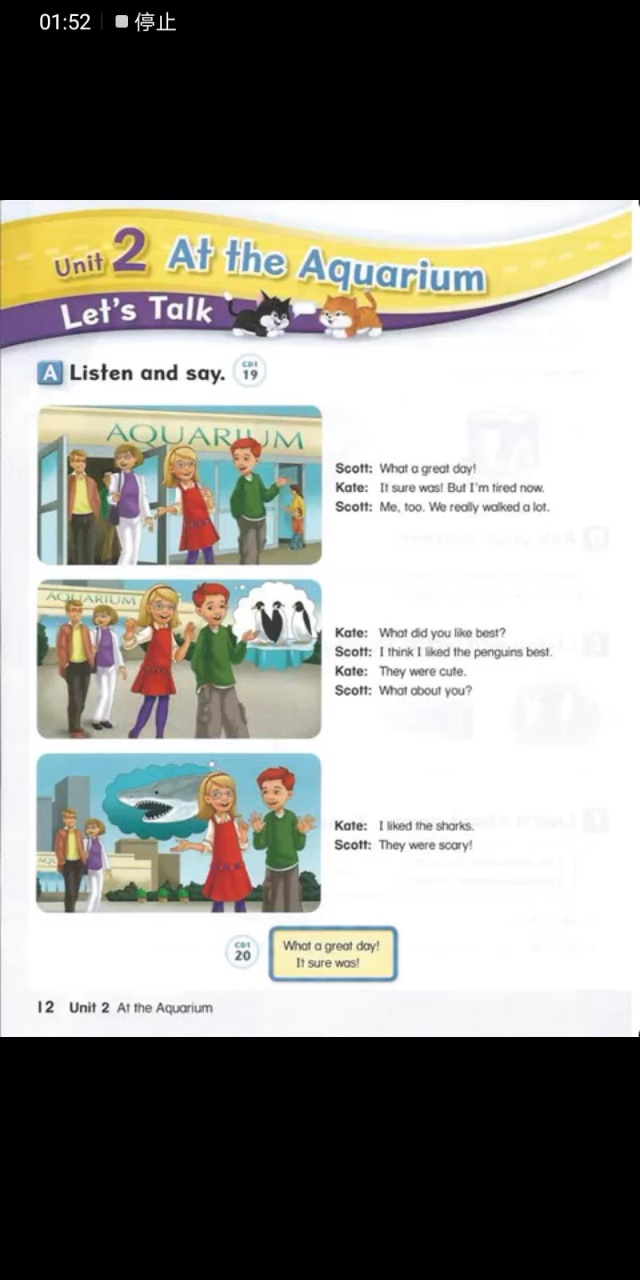 01:52 停止
Unit 2 At the Aquarium
Let's Talk
A Listen and say. CD1 19
AQUARIUM
Scott: What a great day!
Kate: It sure was! But I'm tired now.
Scott: Me, too. We really walked a lot.
AQUARIUM
Kate: What did you like best?
Scott: I think I liked the penguins best.
Kate: They were cute.
Scott: What about you?
AQU
Kate: I liked the sharks.
Scott: They were scary!
CD1 20
What a great day!
It sure was!
12 Unit 2 At the Aquarium